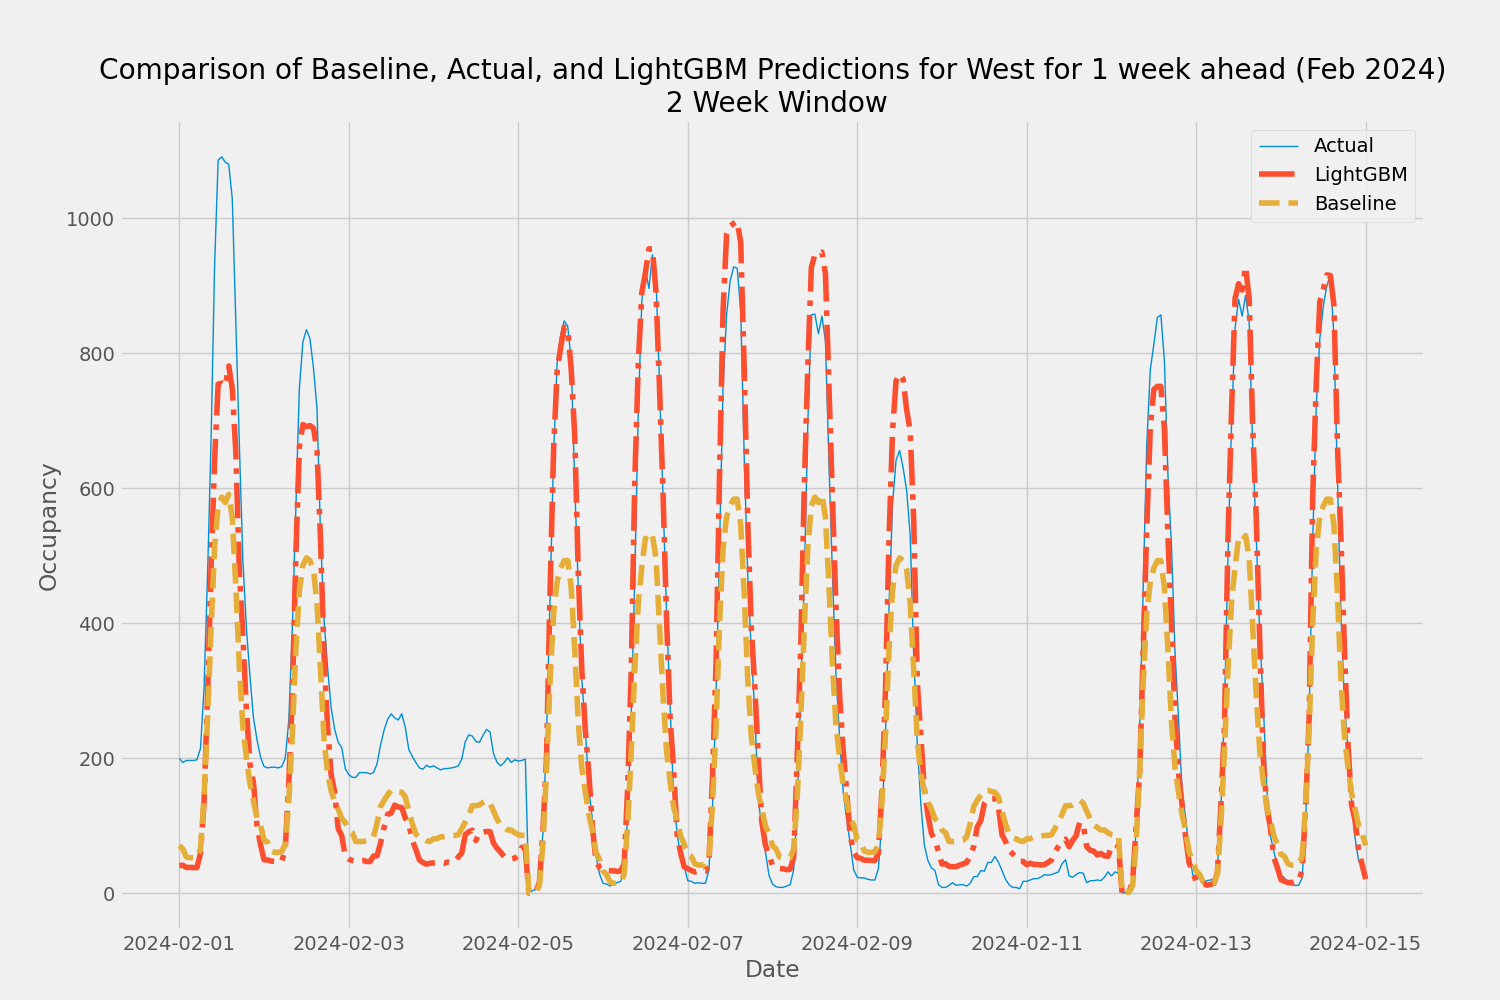 Comparison of Baseline, Actual, and LightGBM Predictions for West for 1 week ahead (Feb 2024)
2 Week Window
Actual
LightGBM
Baseline
1000
800
600
400
200
0
Occupancy
2024-02-01 2024-02-03 2024-02-05 2024-02-07 2024-02-09 2024-02-11 2024-02-13 2024-02-15
Date